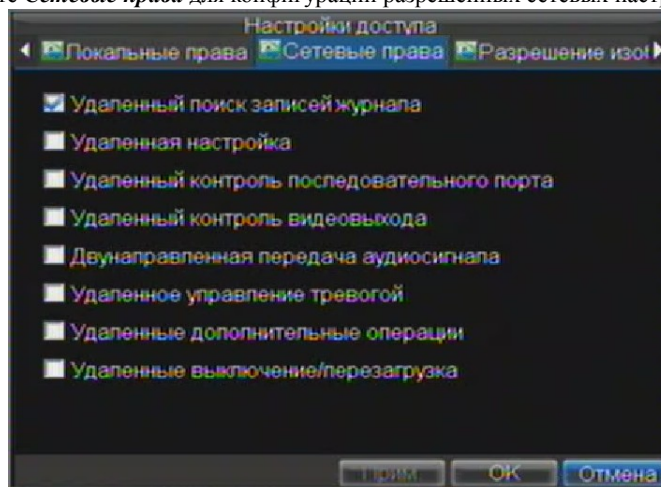 Сетевые права для конфигурации разрешенных сетевых
Настройки доступа
Локальные права Сетевые права Разрешение изоб
Удаленный поиск записей журнала
Удаленная настройка
Удаленный контроль последовательного порта
Удаленный контроль видеовыхода
Двунаправленная передача аудиосигнала
Удаленное управление тревогой
Удаленные дополнительные операции
Удаленные выключение/перезагрузка
Прим. OK Отмена